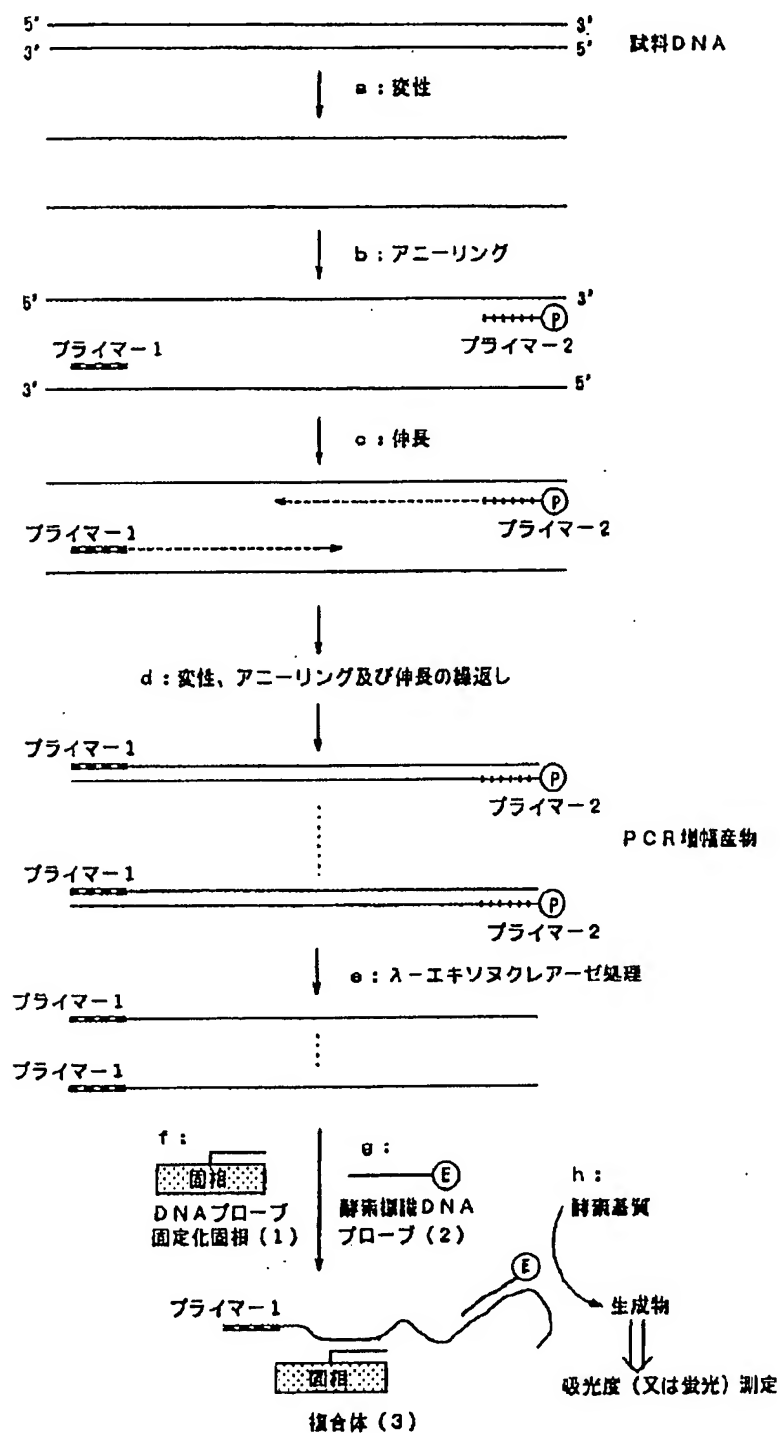 5' 3'
3' 5'
試料DNA
a:変性
b:アニーリング
5' 3'
P
プライマー1
プライマー2
3' 5'
c:伸長
P
プライマー1
プライマー2
d:変性、アニーリング及び伸長の繰返し
プライマー1
P
プライマー2
PCR増幅産物
プライマー1
P
プライマー2
e:λ-エキソヌクレアーゼ処理
プライマー1
プライマー1
f:
固相
DNAプローブ
固定化固相(1)
g:
E
酵素標識DNA
プローブ(2)
h:
酵素基質
E
プライマー1
生成物
固相
吸光度(又は蛍光)測定
複合体(3)